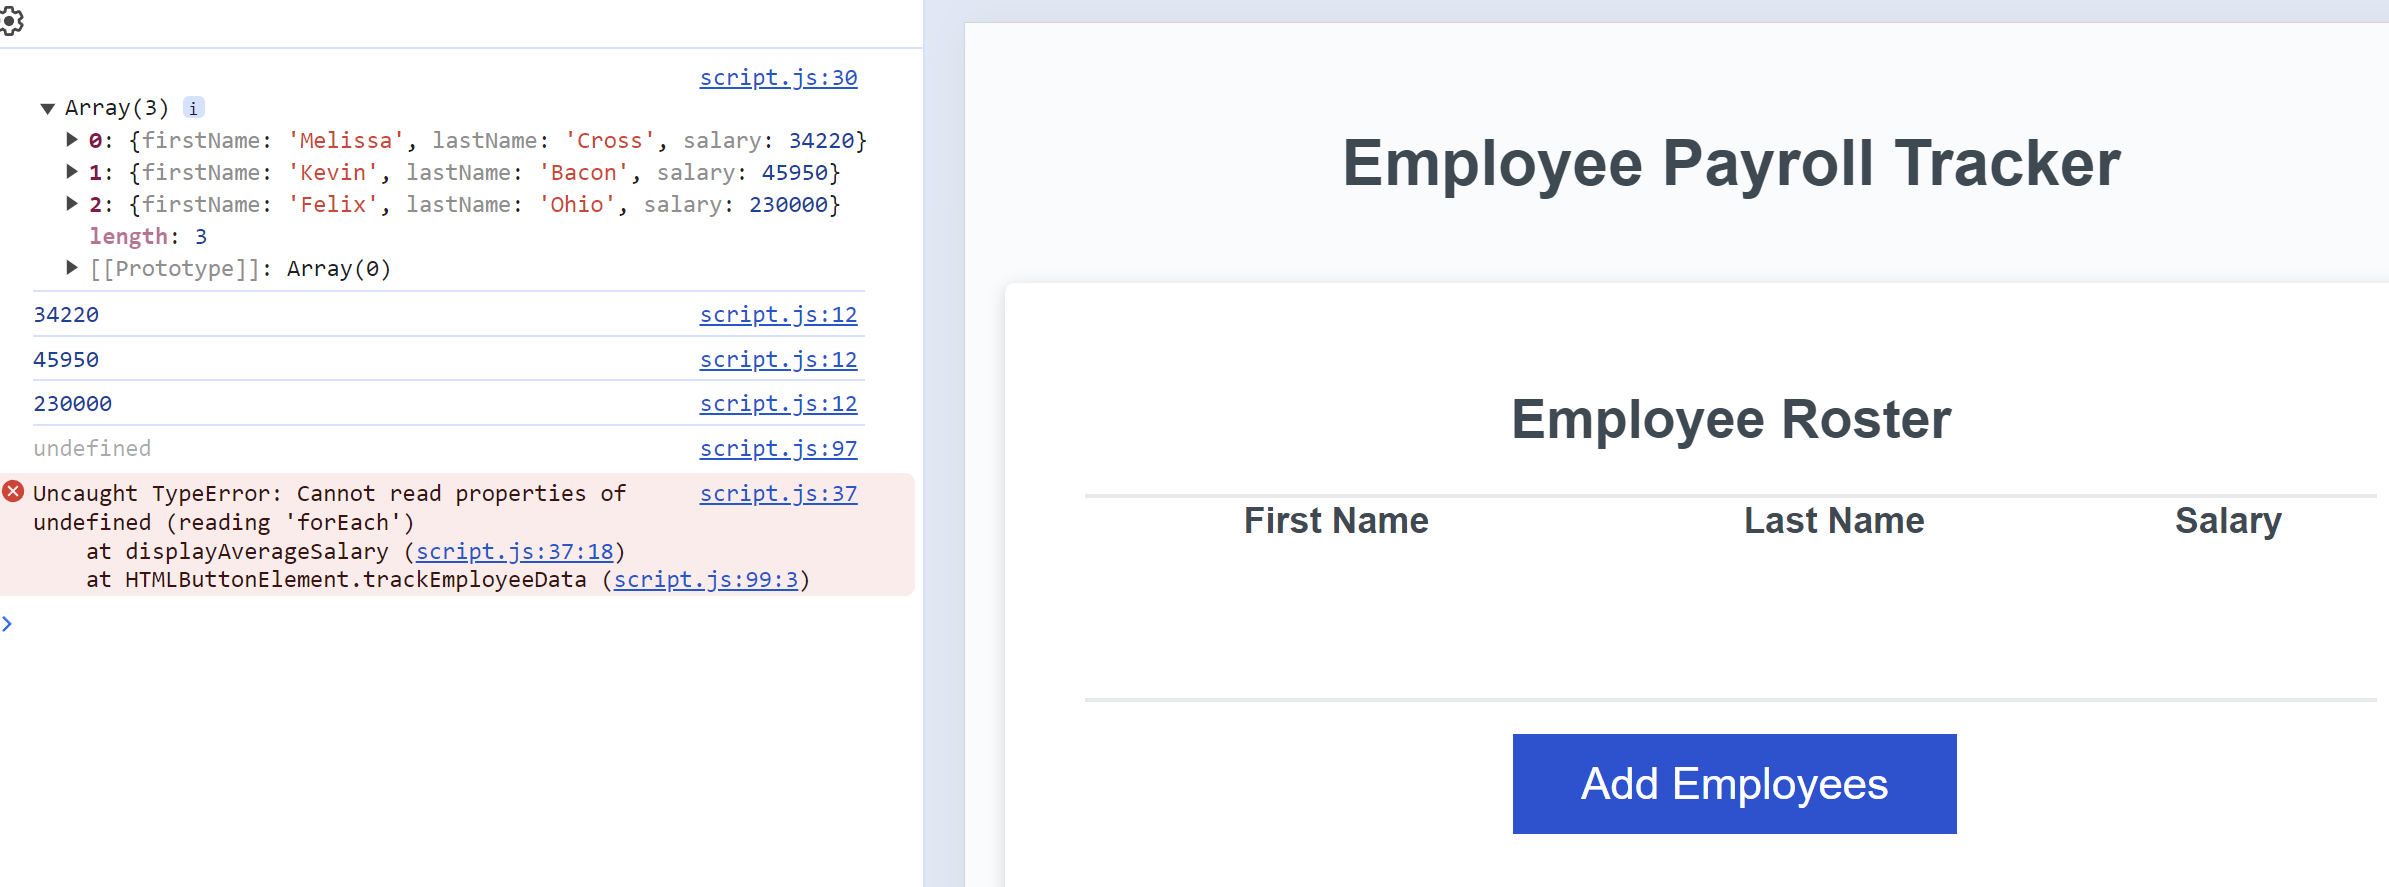 script.js:30
▼ Array(3) i
▶ 0: {firstName: 'Melissa', lastName: 'Cross', salary: 34220}
▶ 1: {firstName: 'Kevin', lastName: 'Bacon', salary: 45950}
▶ 2: {firstName: 'Felix', lastName: 'Ohio', salary: 230000}
length: 3
▶ [[Prototype]]: Array(0)
34220 script.js:12
45950 script.js:12
230000 script.js:12
undefined script.js:97
Uncaught TypeError: Cannot read properties of script.js:37
undefined (reading 'forEach')
at displayAverageSalary (script.js:37:18)
at HTMLButtonElement.trackEmployeeData (script.js:99:3)
Employee Payroll Tracker
Employee Roster
First Name Last Name Salary
Add Employees